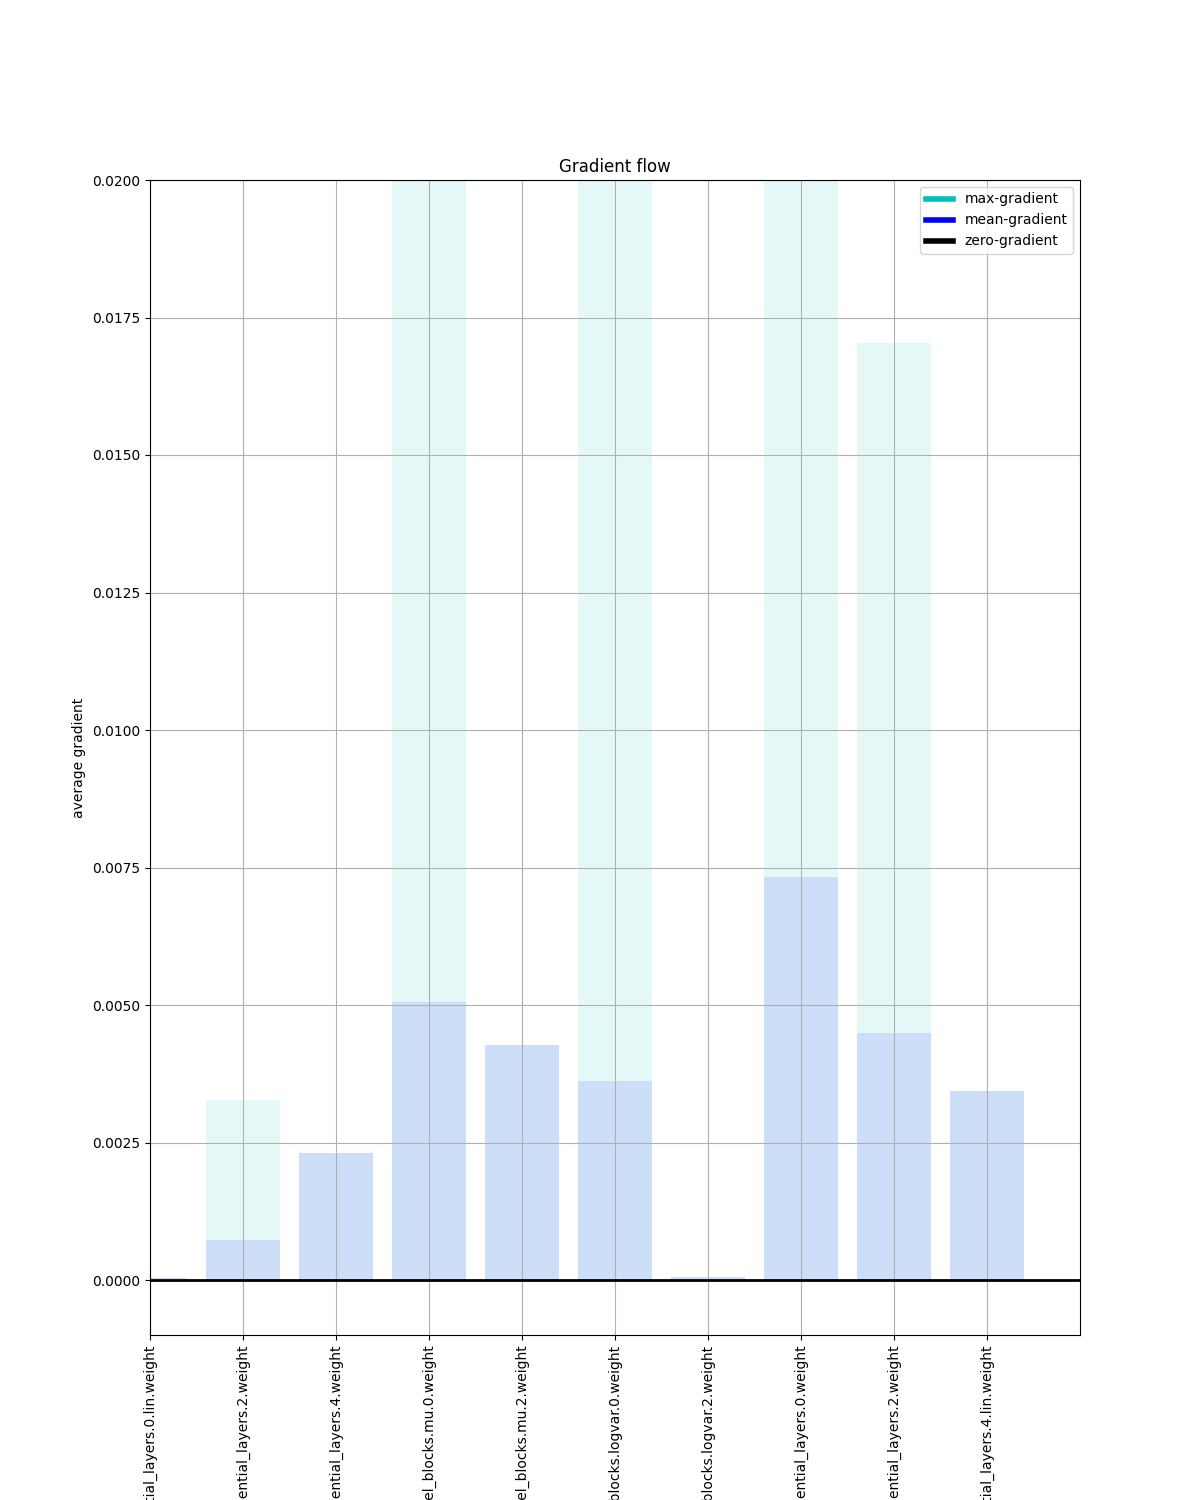 Gradient flow
max-gradient
mean-gradient
zero-gradient
0.0200
0.0175
0.0150
0.0125
0.0100
0.0075
0.0050
0.0025
0.0000
average gradient
tial_layers.0.lin.weight
ential_layers.2.weight
ential_layers.4.weight
el_blocks.mu.0.weight
el_blocks.mu.2.weight
blocks.logvar.0.weight
blocks.logvar.2.weight
ential_layers.0.weight
ential_layers.2.weight
tial_layers.4.lin.weight